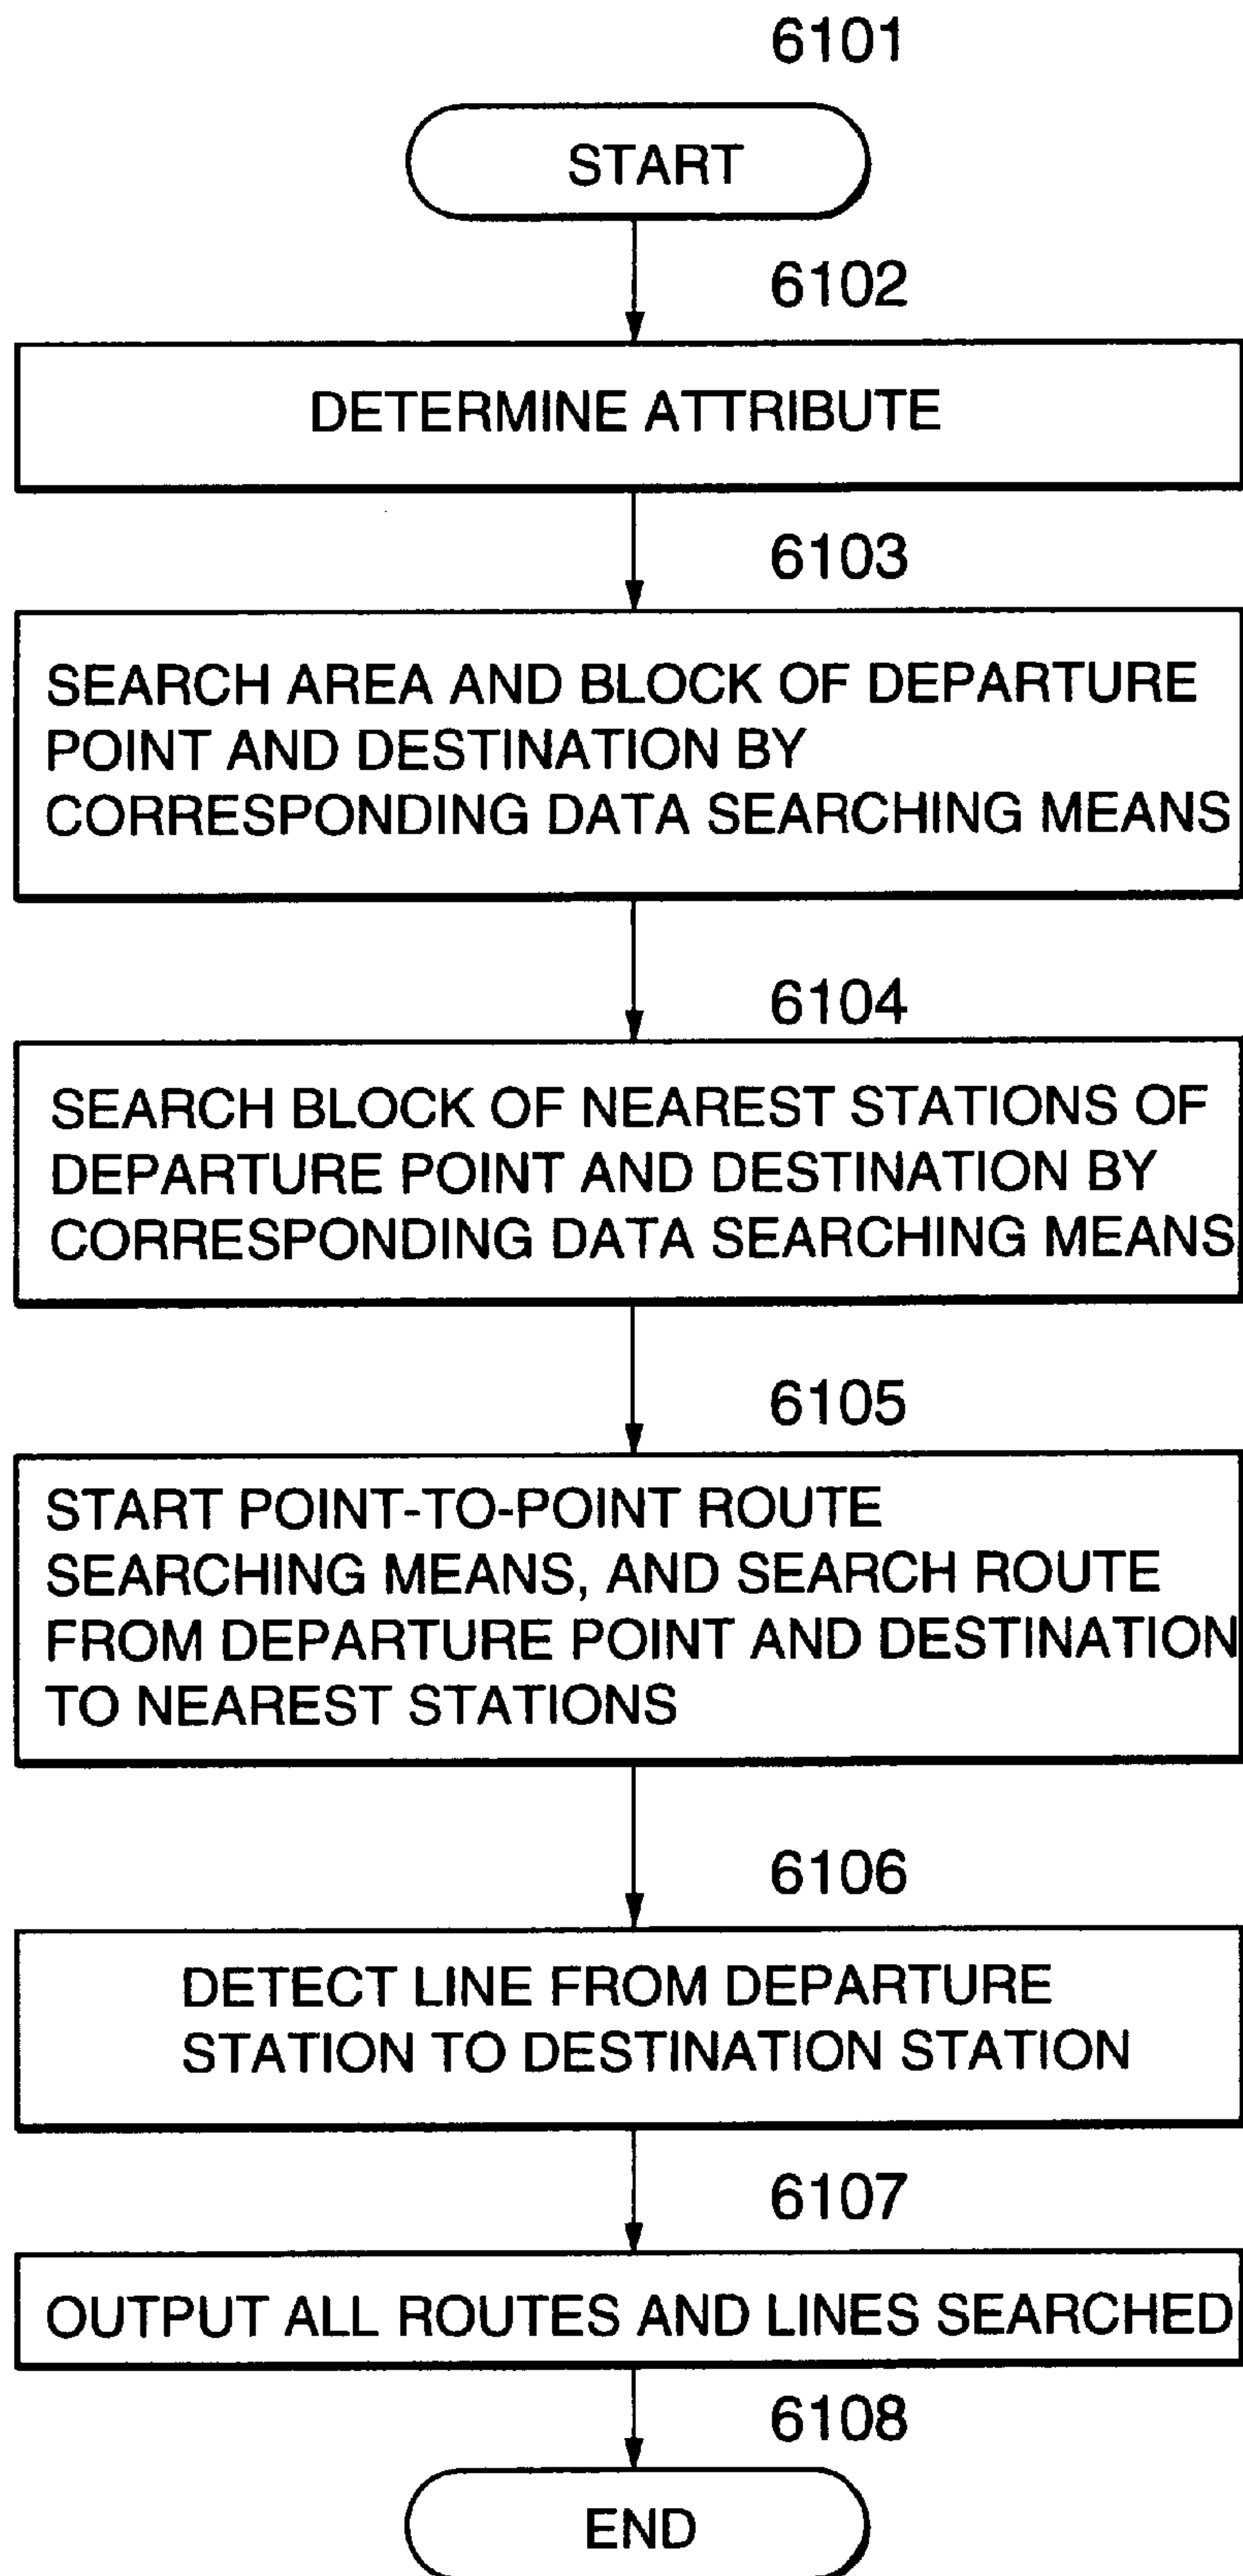 6101
START
6102
DETERMINE ATTRIBUTE
6103
SEARCH AREA AND BLOCK OF DEPARTURE
POINT AND DESTINATION BY
CORRESPONDING DATA SEARCHING MEANS
6104
SEARCH BLOCK OF NEAREST STATIONS OF
DEPARTURE POINT AND DESTINATION BY
CORRESPONDING DATA SEARCHING MEANS
6105
START POINT-TO-POINT ROUTE
SEARCHING MEANS, AND SEARCH ROUTE
FROM DEPARTURE POINT AND DESTINATION
TO NEAREST STATIONS
6106
DETECT LINE FROM DEPARTURE
STATION TO DESTINATION STATION
6107
OUTPUT ALL ROUTES AND LINES SEARCHED
6108
END